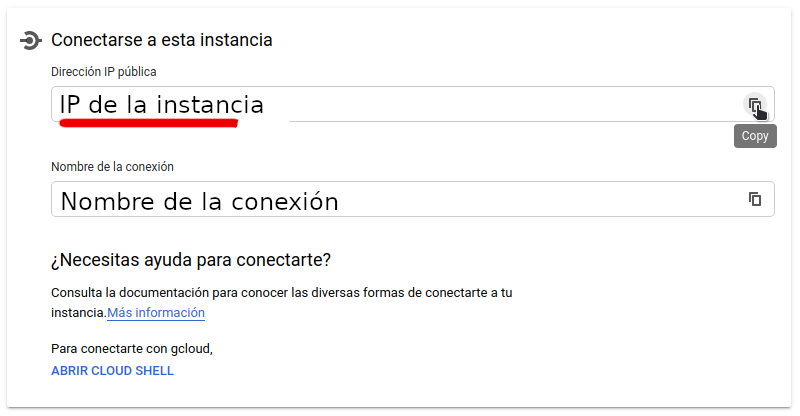 Conectarse a esta instancia
Dirección IP pública
IP de la instancia
Copy
Nombre de la conexión
Nombre de la conexión
¿Necesitas ayuda para conectarte?
Consulta la documentación para conocer las diversas formas de conectarte a tu
instancia.Más información
Para conectarte con gcloud,
ABRIR CLOUD SHELL